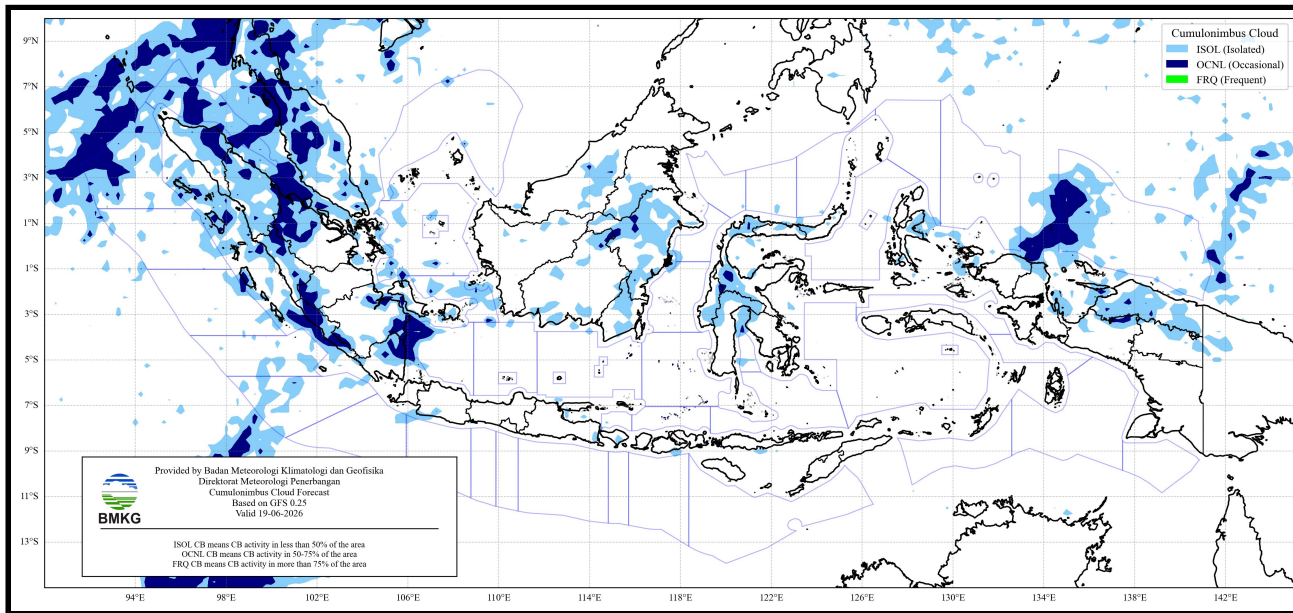 Cumulonimbus Cloud
ISOL (Isolated)
OCNL (Occasional)
FRQ (Frequent)
9°N
7°N
5°N
3°N
1°N
1°S
3°S
5°S
7°S
9°S
11°S
13°S
Provided by Badan Meteorologi Klimatologi dan Geofisika
Direktorat Meteorologi Penerbangan
Cumulonimbus Cloud Forecast
Based on GFS 0.25
Valid 19-06-2026
BMKG
ISOL CB means CB activity in less than 50% of the area
OCNL CB means CB activity in 50-75% of the area
FRQ CB means CB activity in more than 75% of the area
94°E 98°E 102°E 106°E 110°E 114°E 118°E 122°E 126°E 130°E 134°E 138°E 142°E